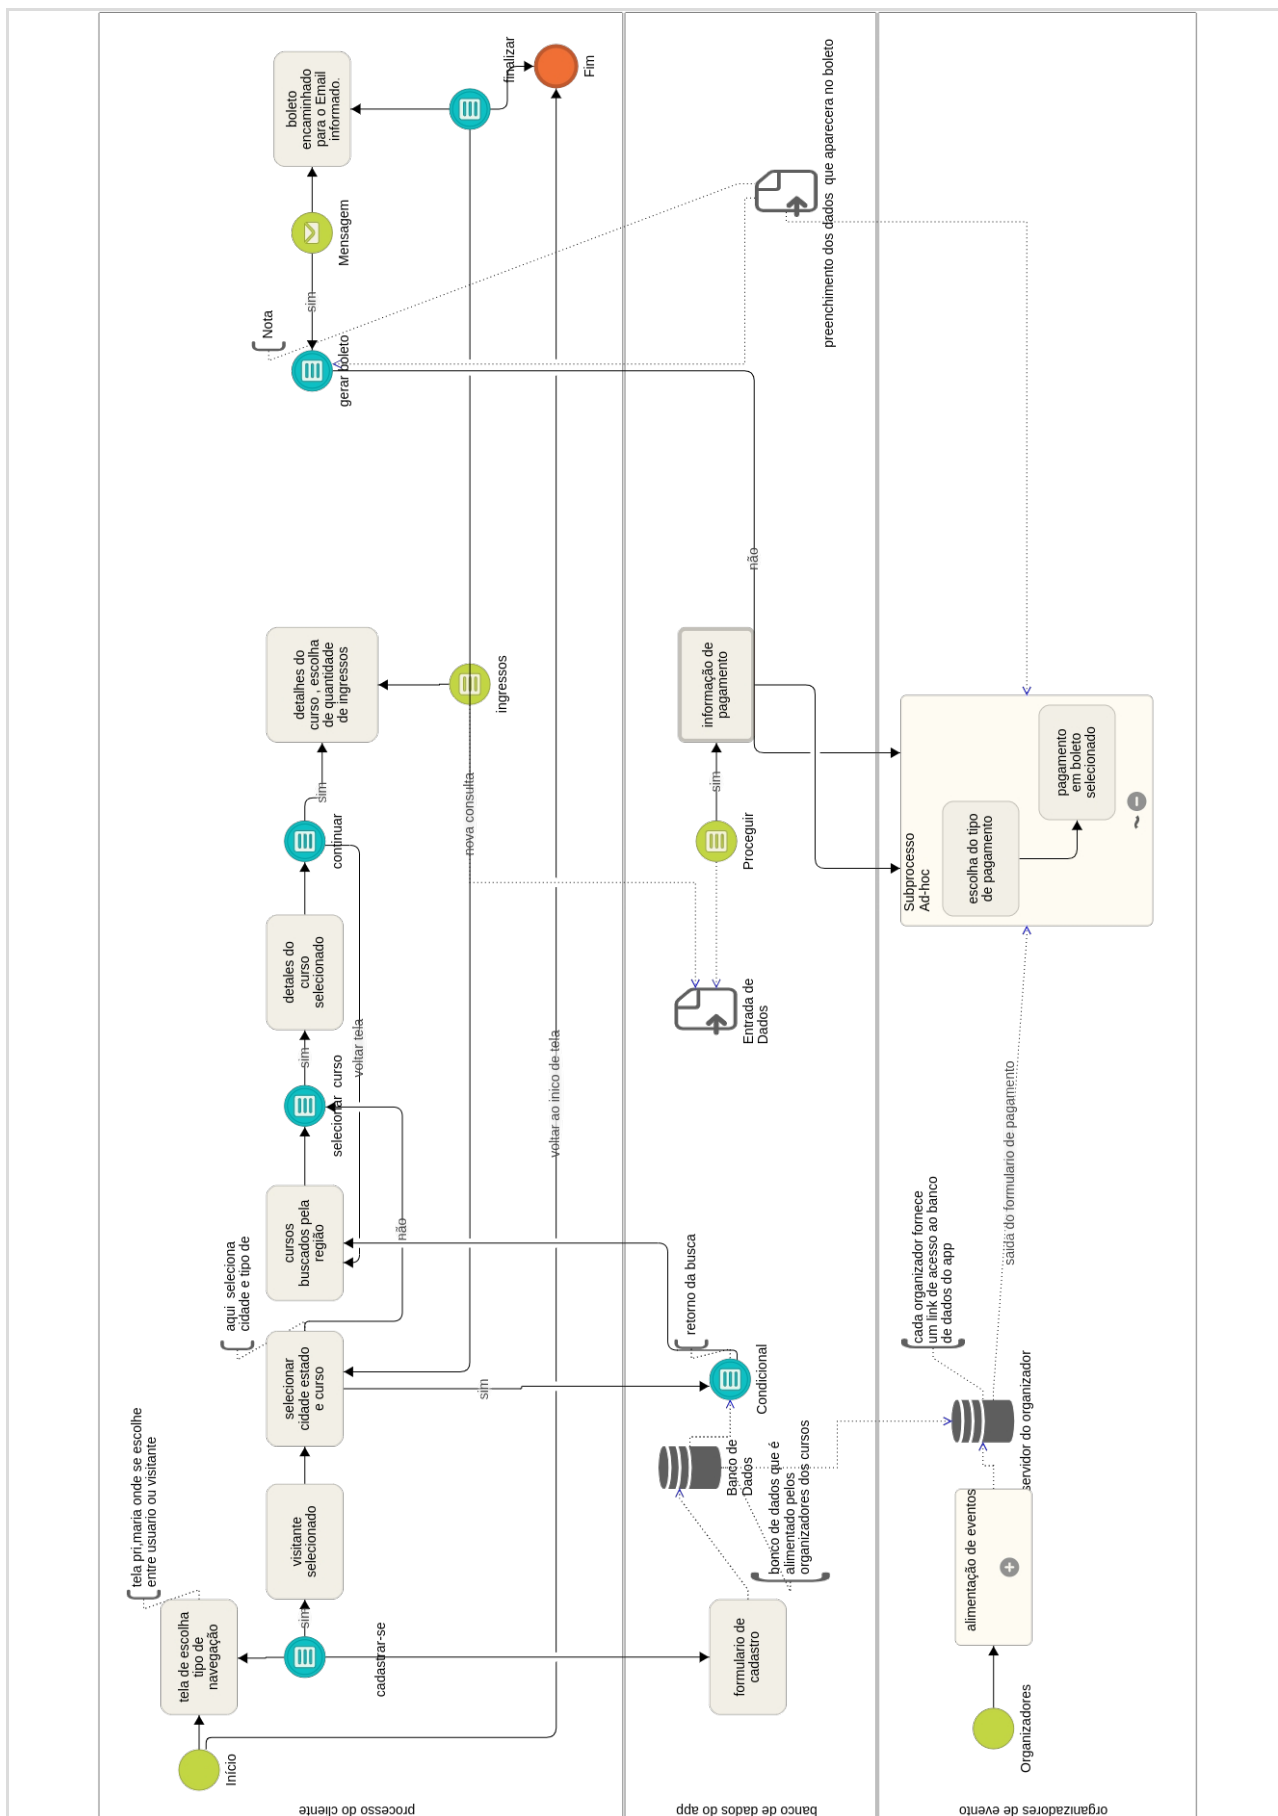 processo do cliente
Início
tela de escolha
tipo de
navegação
tela pri,maria onde se escolhe
entre usuario ou visitante
sim
cadastrar-se
visitante
selecionado
selecionar
cidade estado
e curso
aqui  seleciona
cidade e tipo de
sim
não
cursos
buscados pela
região
selecionar  curso
sim
detales do
curso
selecionado
continuar
voltar tela
sim
detalhes do
curso , escolha
de quantidade
de ingressos
ingressos
nova consulta
voltar ao inico de tela
gerar boleto
Nota
sim
Mensagem
boleto
encaminhado
para o Email
informado.
finalizar
Fim
banco de dados do app
formulario de
cadastro
Banco de
Dados
bonco de dados que é
alimentado pelos
organizadores dos cursos
Condicional
retorno da busca
Entrada de
Dados
Proceguir
sim
informação de
pagamento
não
preenchimento dos dados  que aparecera no boleto
organizadores de evento
Organizadores
alimentação de eventos
servidor do organizador
cada organizador fornece
um link de acesso ao banco
de dados do app
saida do formulario de pagamento
Subprocesso
Ad-hoc
escolha do tipo
de pagamento
pagamento
em boleto
selecionado